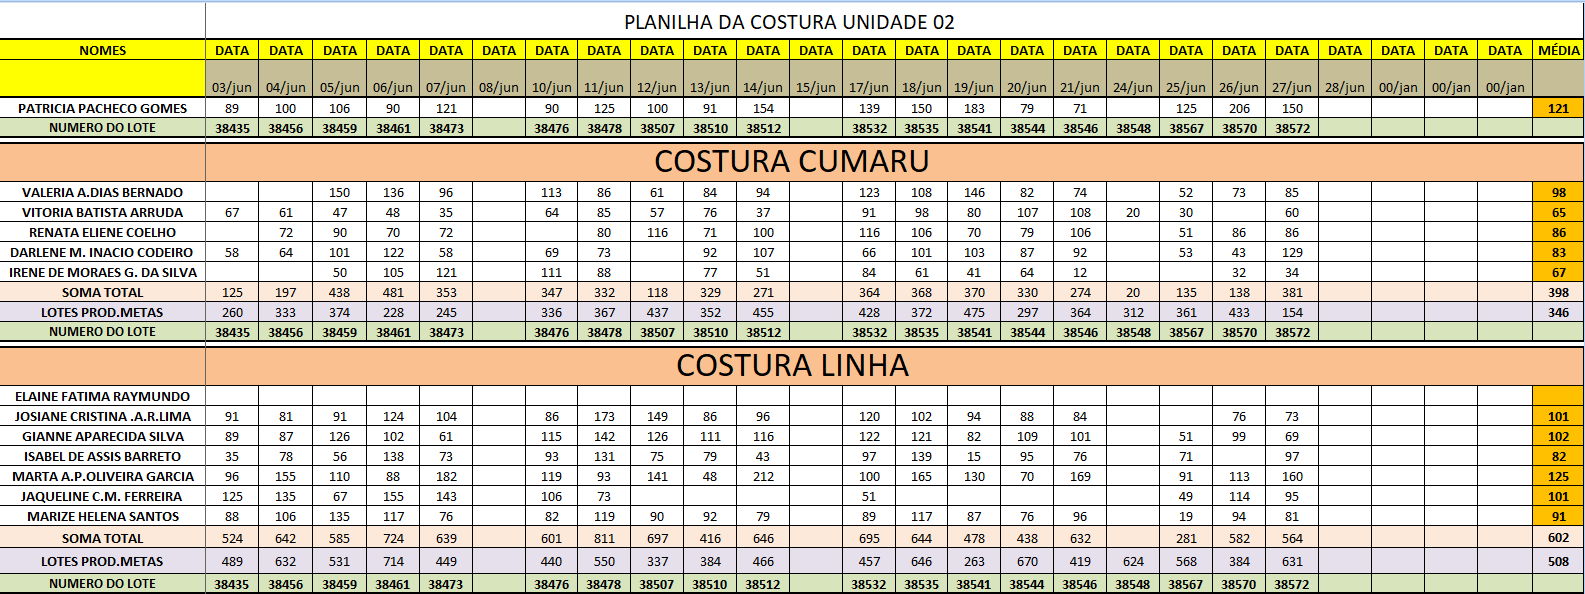 PLANILHA DA COSTURA UNIDADE 02
NOMES DATA DATA DATA DATA DATA DATA DATA DATA DATA DATA DATA DATA DATA DATA DATA DATA DATA DATA DATA DATA DATA DATA DATA DATA DATA MÉDIA
03/jun 04/jun 05/jun 06/jun 07/jun 08/jun 10/jun 11/jun 12/jun 13/jun 14/jun 15/jun 17/jun 18/jun 19/jun 20/jun 21/jun 24/jun 25/jun 26/jun 27/jun 28/jun 00/jan 00/jan 00/jan
PATRICIA PACHECO GOMES 89 100 106 90 121 90 125 100 91 154 139 150 183 79 71 125 206 150 121
NUMERO DO LOTE 38435 38456 38459 38461 38473 38476 38478 38507 38510 38512 38532 38535 38541 38544 38546 38548 38567 38570 38572
COSTURA CUMARU
VALERIA A.DIAS BERNADO 150 136 96 113 86 61 84 94 123 108 146 82 74 52 73 85 98
VITORIA BATISTA ARRUDA 67 61 47 48 35 64 85 57 76 37 91 98 80 107 108 20 30 60 65
RENATA ELIENE COELHO 72 90 70 72 80 116 71 100 116 106 70 79 106 51 86 86 86
DARLENE M. INACIO CODEIRO 58 64 101 122 58 69 73 92 107 66 101 103 87 92 53 43 129 83
IRENE DE MORAES G. DA SILVA 50 105 121 111 88 77 51 84 61 41 64 12 32 34 67
SOMA TOTAL 125 197 438 481 353 347 332 118 329 271 364 368 370 330 274 20 135 138 381 398
LOTES PROD.METAS 260 333 374 228 245 336 367 437 352 455 428 372 475 297 364 312 361 433 154 346
NUMERO DO LOTE 38435 38456 38459 38461 38473 38476 38478 38507 38510 38512 38532 38535 38541 38544 38546 38548 38567 38570 38572
COSTURA LINHA
ELAINE FATIMA RAYMUNDO
JOSIANE CRISTINA .A.R.LIMA 91 81 91 124 104 86 173 149 86 96 120 102 94 88 84 76 73 101
GIANNE APARECIDA SILVA 89 87 126 102 61 115 142 126 111 116 122 121 82 109 101 51 99 69 102
ISABEL DE ASSIS BARRETO 35 78 56 138 73 93 131 75 79 43 97 139 15 95 76 71 97 82
MARTA A.P.OLIVEIRA GARCIA 96 155 110 88 182 119 93 141 48 212 100 165 130 70 169 91 113 160 125
JAQUELINE C.M. FERREIRA 125 135 67 155 143 106 73 51 49 114 95 101
MARIZE HELENA SANTOS 88 106 135 117 76 82 119 90 92 79 89 117 87 76 96 19 94 81 91
SOMA TOTAL 524 642 585 724 639 601 811 697 416 646 695 644 478 438 632 281 582 564 602
LOTES PROD.METAS 489 632 531 714 449 440 550 337 384 466 457 646 263 670 419 624 568 384 631 508
NUMERO DO LOTE 38435 38456 38459 38461 38473 38476 38478 38507 38510 38512 38532 38535 38541 38544 38546 38548 38567 38570 38572